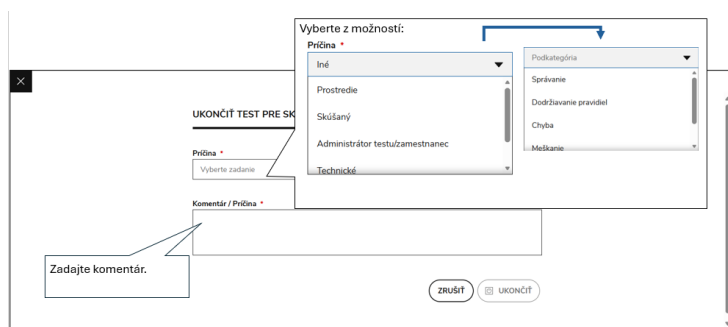 Vyberte z možností:
Príčina *
Iné
Prostredie
Skúšaný
Administrátor testu/zamestnanec
Technické
Podkategória
Správanie
Dodržiavanie pravidiel
Chyba
Meškanie
UKONČIŤ TEST PRE SK
Príčina *
Vyberte zadanie
Komentár / Príčina *
Zadajte komentár.
ZRUŠIŤ
UKONČIŤ